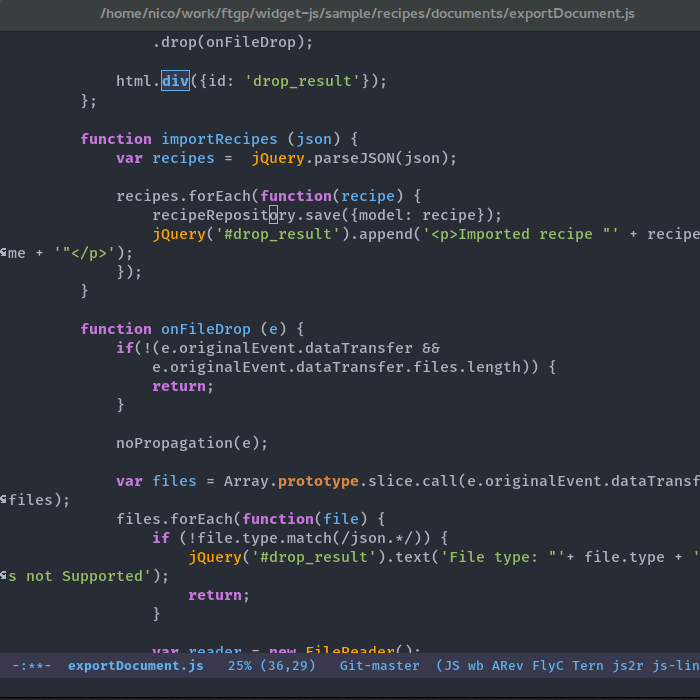 /home/nico/work/ftgp/widget-js/sample/recipes/documents/exportDocument.js
.drop(onFileDrop);
html.div({id: 'drop_result'});
};
function importRecipes (json) {
var recipes =  jQuery.parseJSON(json);
recipes.forEach(function(recipe) {
recipeRepository.save({model: recipe});
jQuery('#drop_result').append('<p>Imported recipe "' + recipe
me + '"</p>');
});
}
function onFileDrop (e) {
if(!(e.originalEvent.dataTransfer &&
e.originalEvent.dataTransfer.files.length)) {
return;
}
noPropagation(e);
var files = Array.prototype.slice.call(e.originalEvent.dataTransf
files);
files.forEach(function(file) {
if (!file.type.match(/json.*/)) {
jQuery('#drop_result').text('File type: "'+ file.type + '
s not Supported');
return;
}
var reader = new FileReader();
-:**-  exportDocument.js   25% (36,29)   Git-master  (JS wb ARev FlyC Tern js2r js-lin